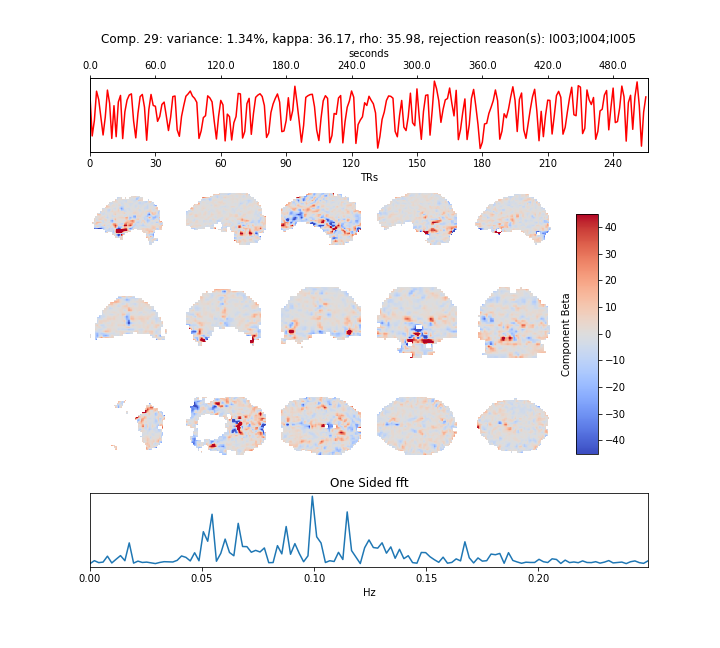 Comp. 29: variance: 1.34%, kappa: 36.17, rho: 35.98, rejection reason(s): I003;I004;I005
seconds
0.0 60.0 120.0 180.0 240.0 300.0 360.0 420.0 480.0
0 30 60 90 120 150 180 210 240
TRs
40
30
20
10
0
−10
−20
−30
−40
Component Beta
One Sided fft
0.00 0.05 0.10 0.15 0.20
Hz